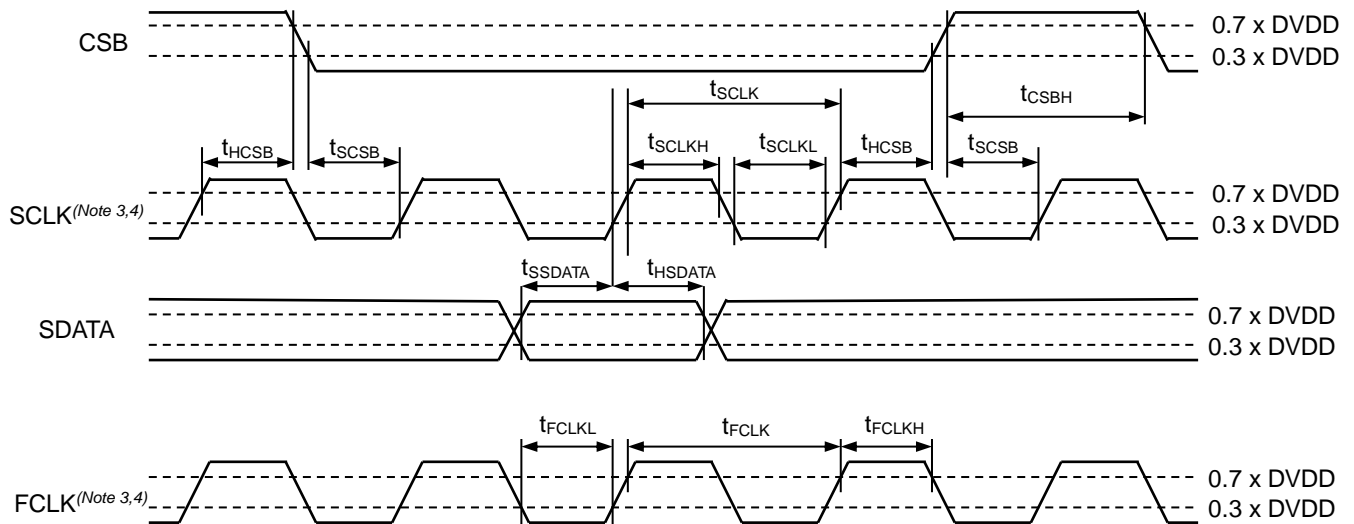 CSB
0.7 x DVDD
0.3 x DVDD
tSCLK
tCSBH
tHCSB
tSCSB
tSCLKH
tSCLKL
tHCSB
tSCSB
SCLK(Note 3,4)
0.7 x DVDD
0.3 x DVDD
tSSDATA
tHSDATA
SDATA
0.7 x DVDD
0.3 x DVDD
tFCLKL
tFCLK
tFCLKH
FCLK(Note 3,4)
0.7 x DVDD
0.3 x DVDD